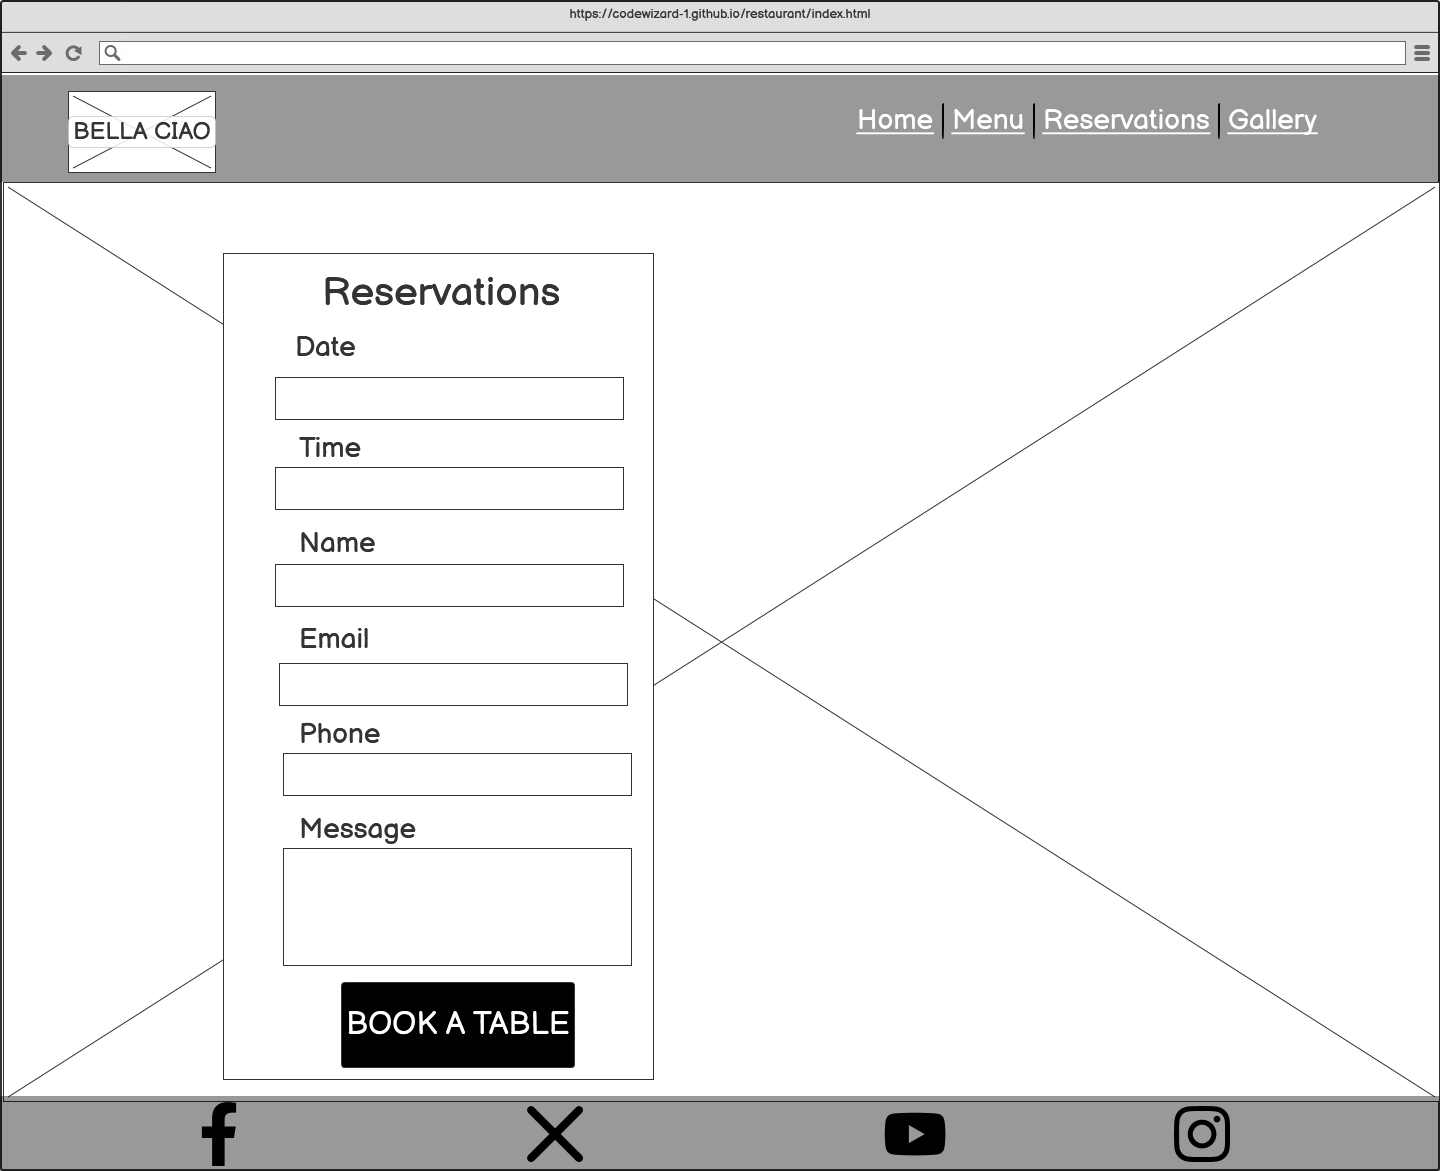 https://codewizard-1.github.io/restaurant/index.html
BELLA CIAO
Home Menu Reservations Gallery
Reservations
Date
Time
Name
Email
Phone
Message
BOOK A TABLE